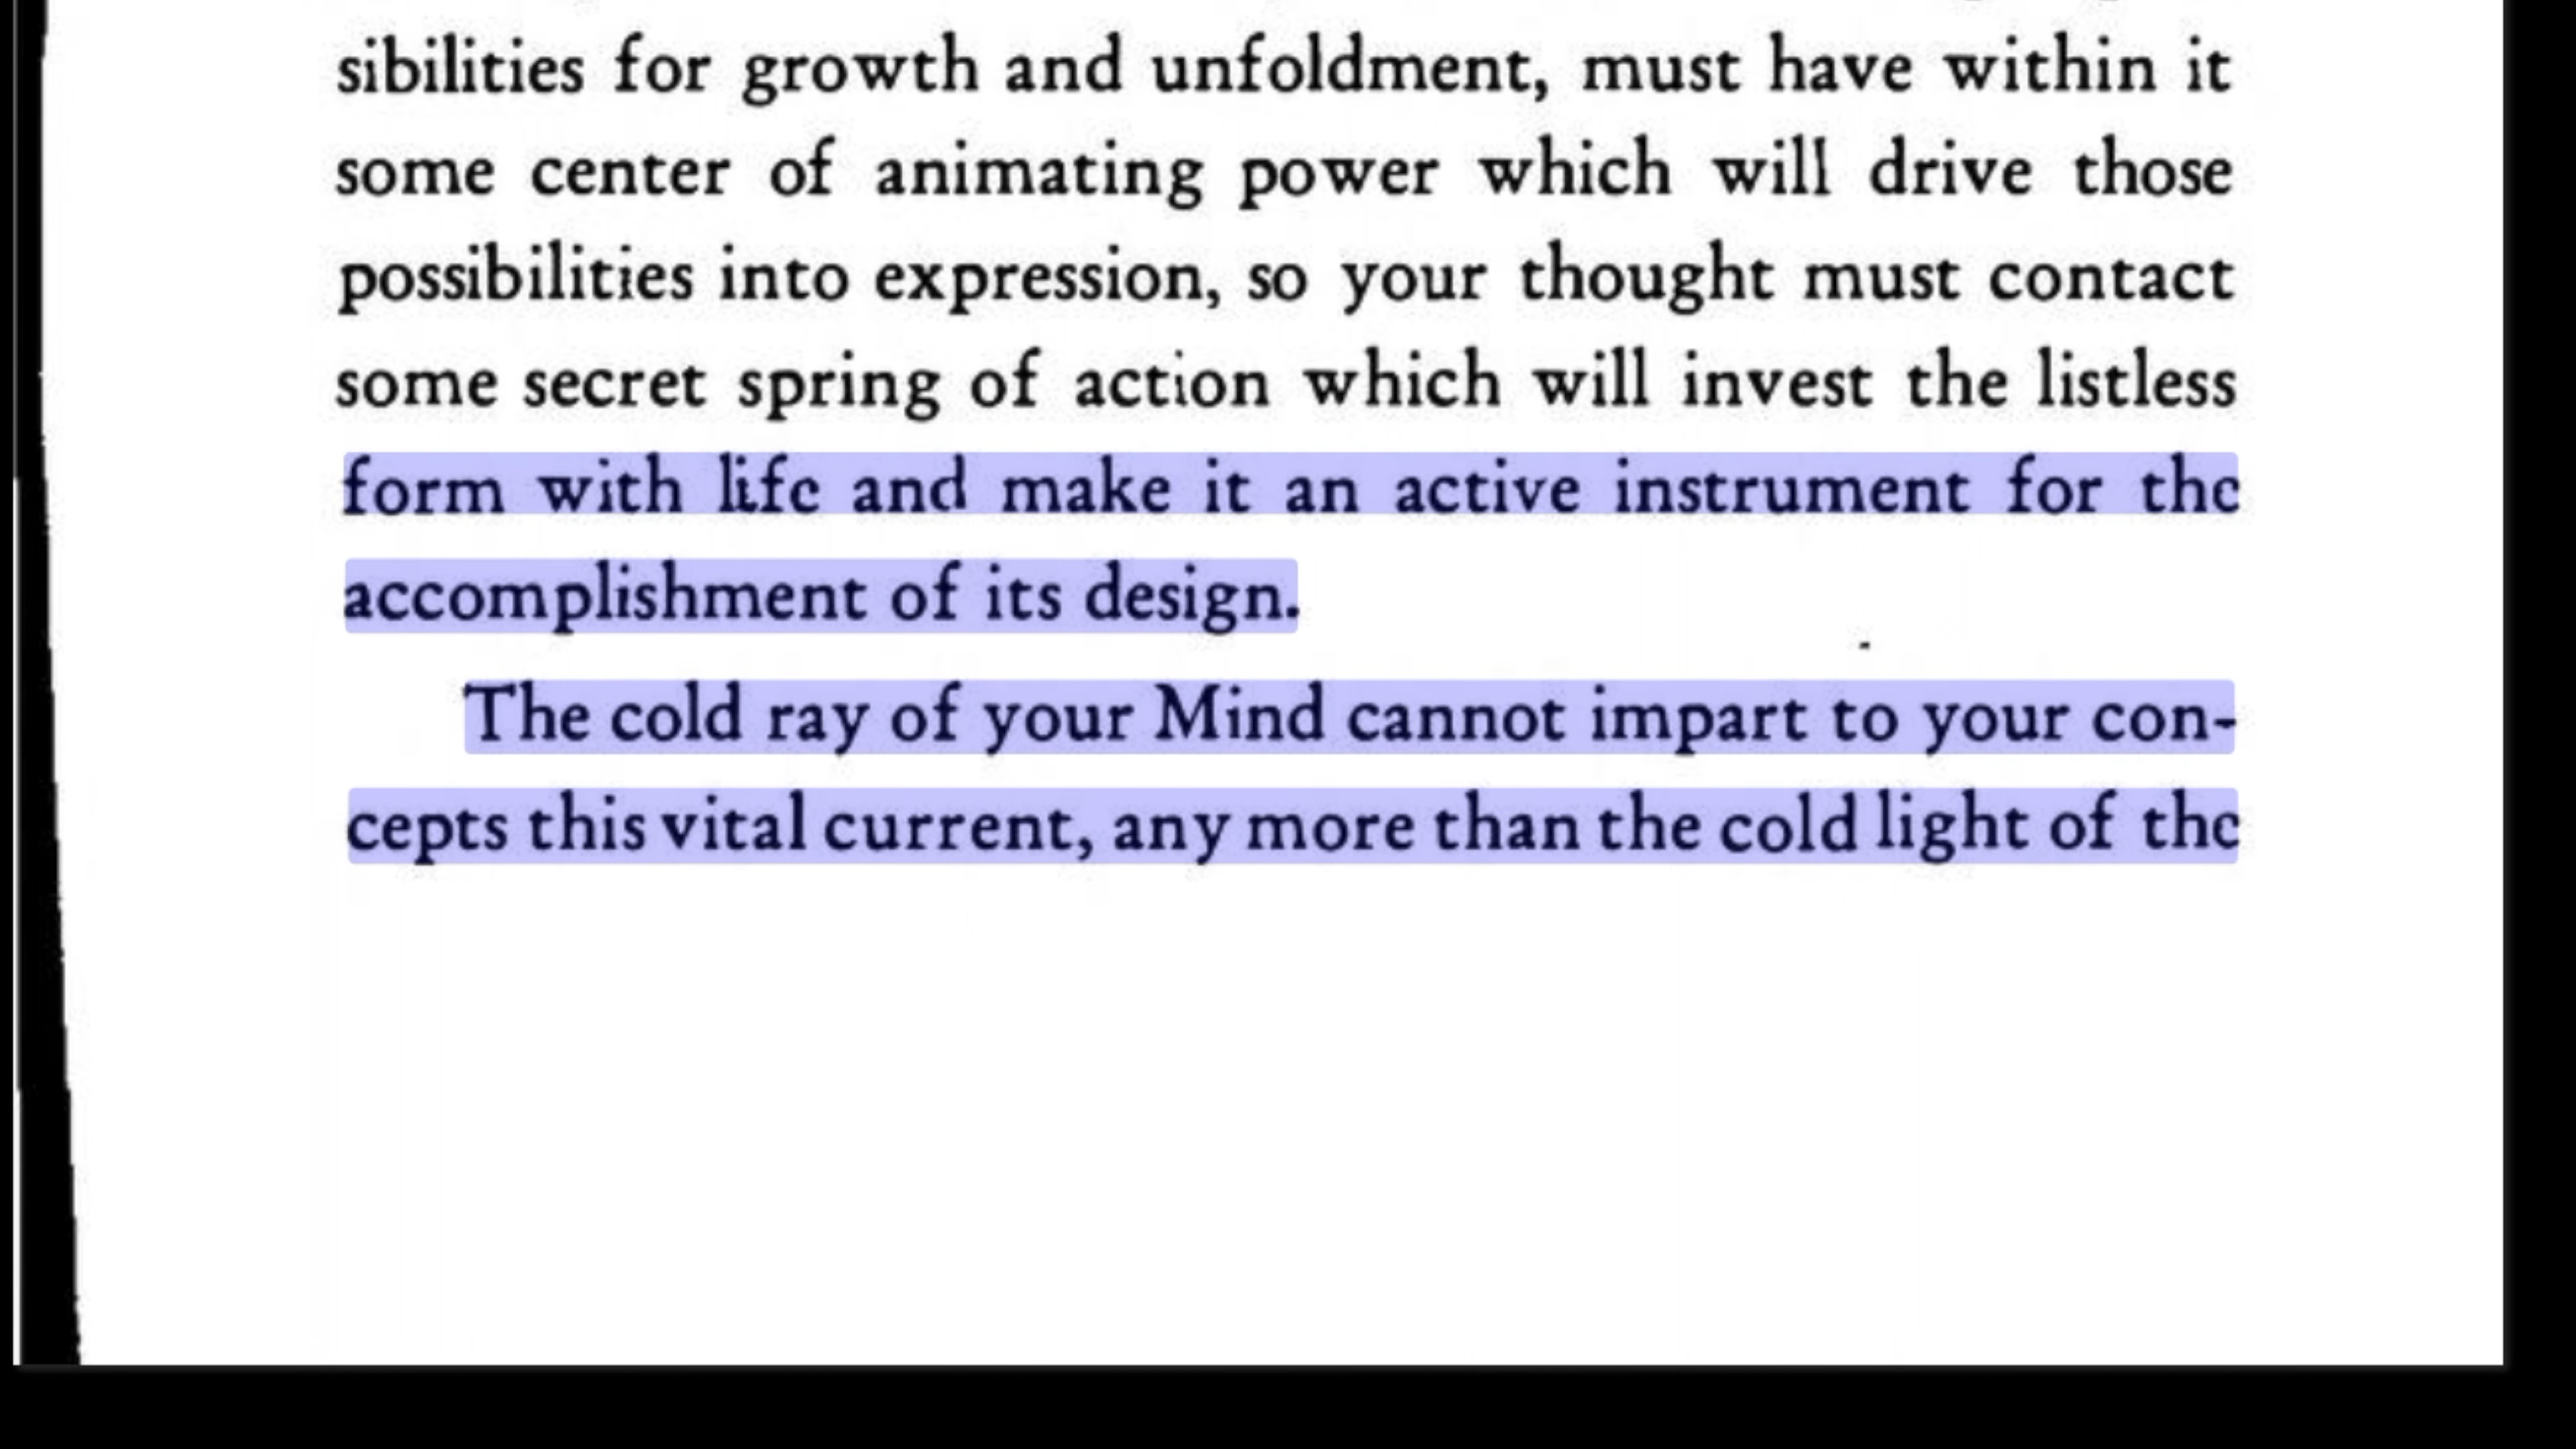 sibilities for growth and unfoldment, must have within it
some center of animating power which will drive those
possibilities into expression, so your thought must contact
some secret spring of action which will invest the listless
form with life and make it an active instrument for the
accomplishment of its design.
The cold ray of your Mind cannot impart to your con-
cepts this vital current, any more than the cold light of the